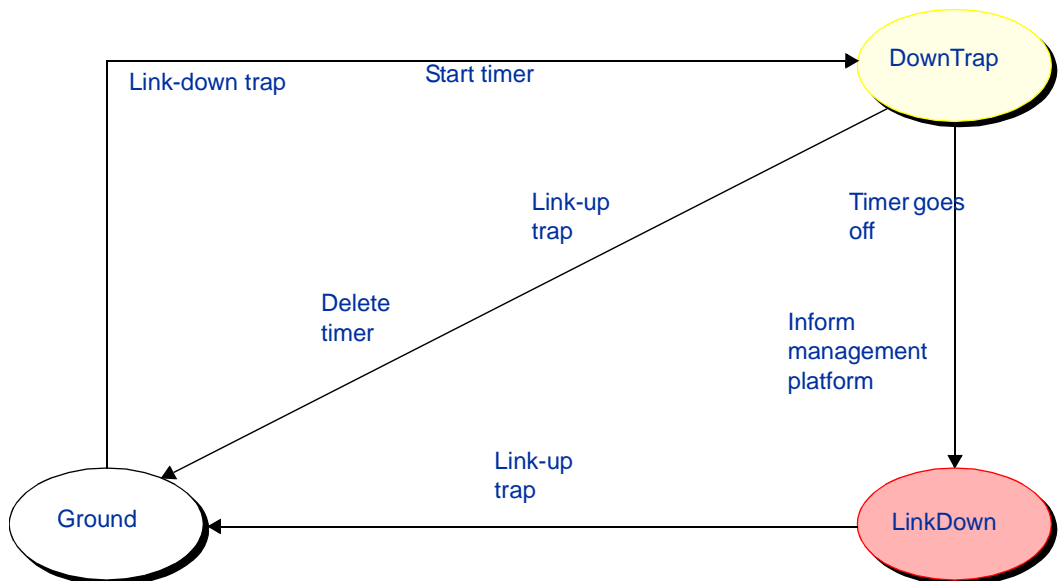 DownTrap
Link-down trap
Start timer
Link-up
trap
Timer goes
off
Delete
timer
Inform
management
platform
Link-up
trap
Ground
LinkDown